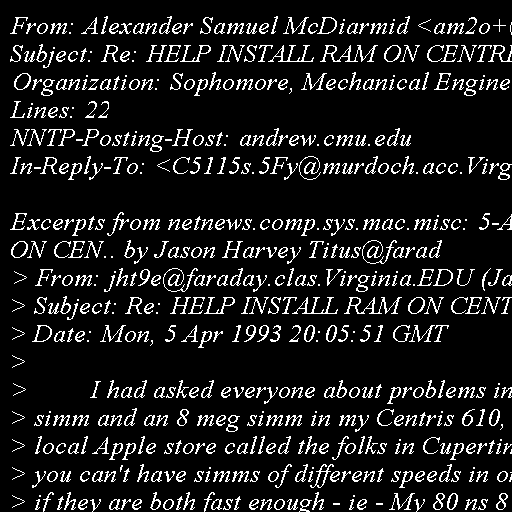 From: Alexander Samuel McDiarmid <am2o+
Subject: Re: HELP INSTALL RAM ON CENTR
Organization: Sophomore, Mechanical Engine
Lines: 22
NNTP-Posting-Host: andrew.cmu.edu
In-Reply-To: <C5115s.5Fy@murdoch.acc.Virg
Excerpts from netnews.comp.sys.mac.misc: 5-A
ON CEN.. by Jason Harvey Titus@farad
> From: jht9e@faraday.clas.Virginia.EDU (Ja
> Subject: Re: HELP INSTALL RAM ON CENT
> Date: Mon, 5 Apr 1993 20:05:51 GMT
>
> I had asked everyone about problems in
> simm and an 8 meg simm in my Centris 610,
> local Apple store called the folks in Cupertin
> you can't have simms of different speeds in o
> if they are both fast enough - ie - My 80 ns 8